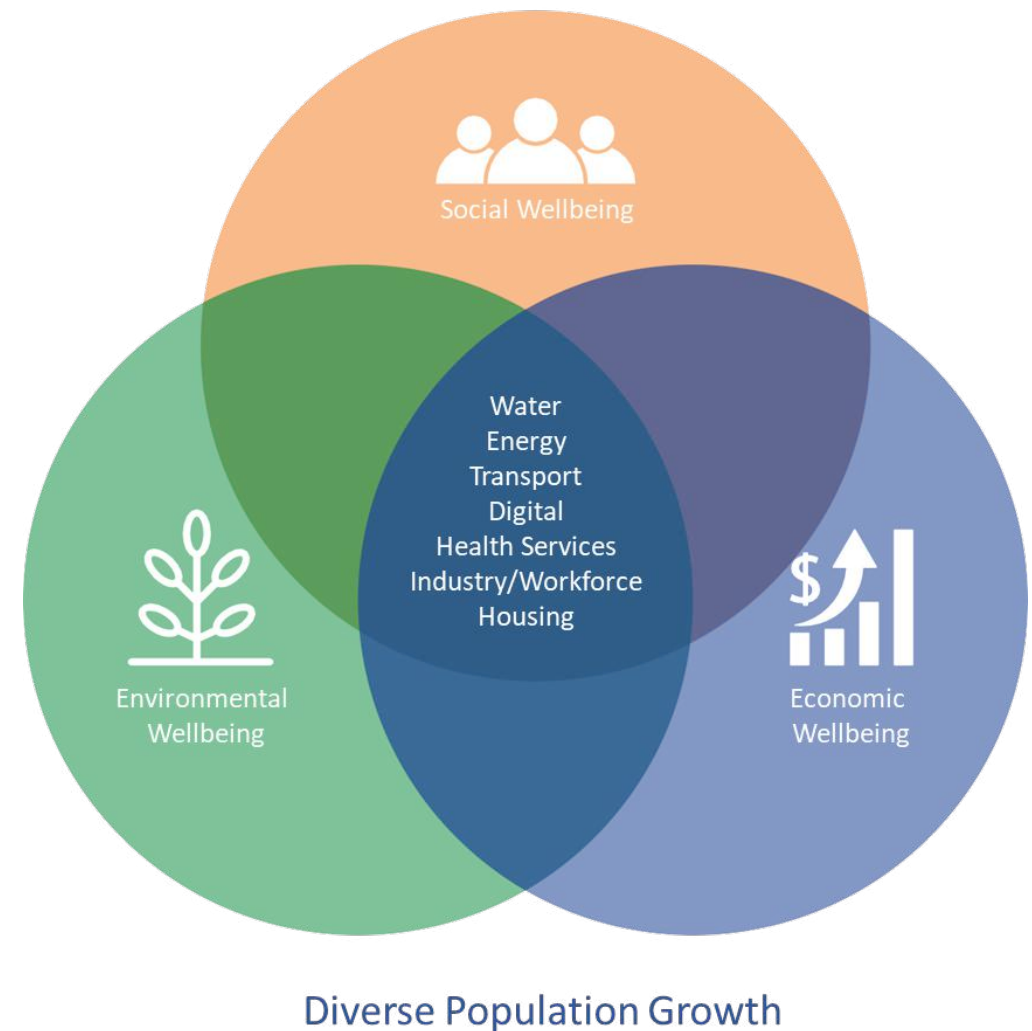 Social Wellbeing
Water
Energy
Transport
Digital
Health Services
Industry/Workforce
Housing
$
Environmental
Wellbeing
Economic
Wellbeing
Diverse Population Growth